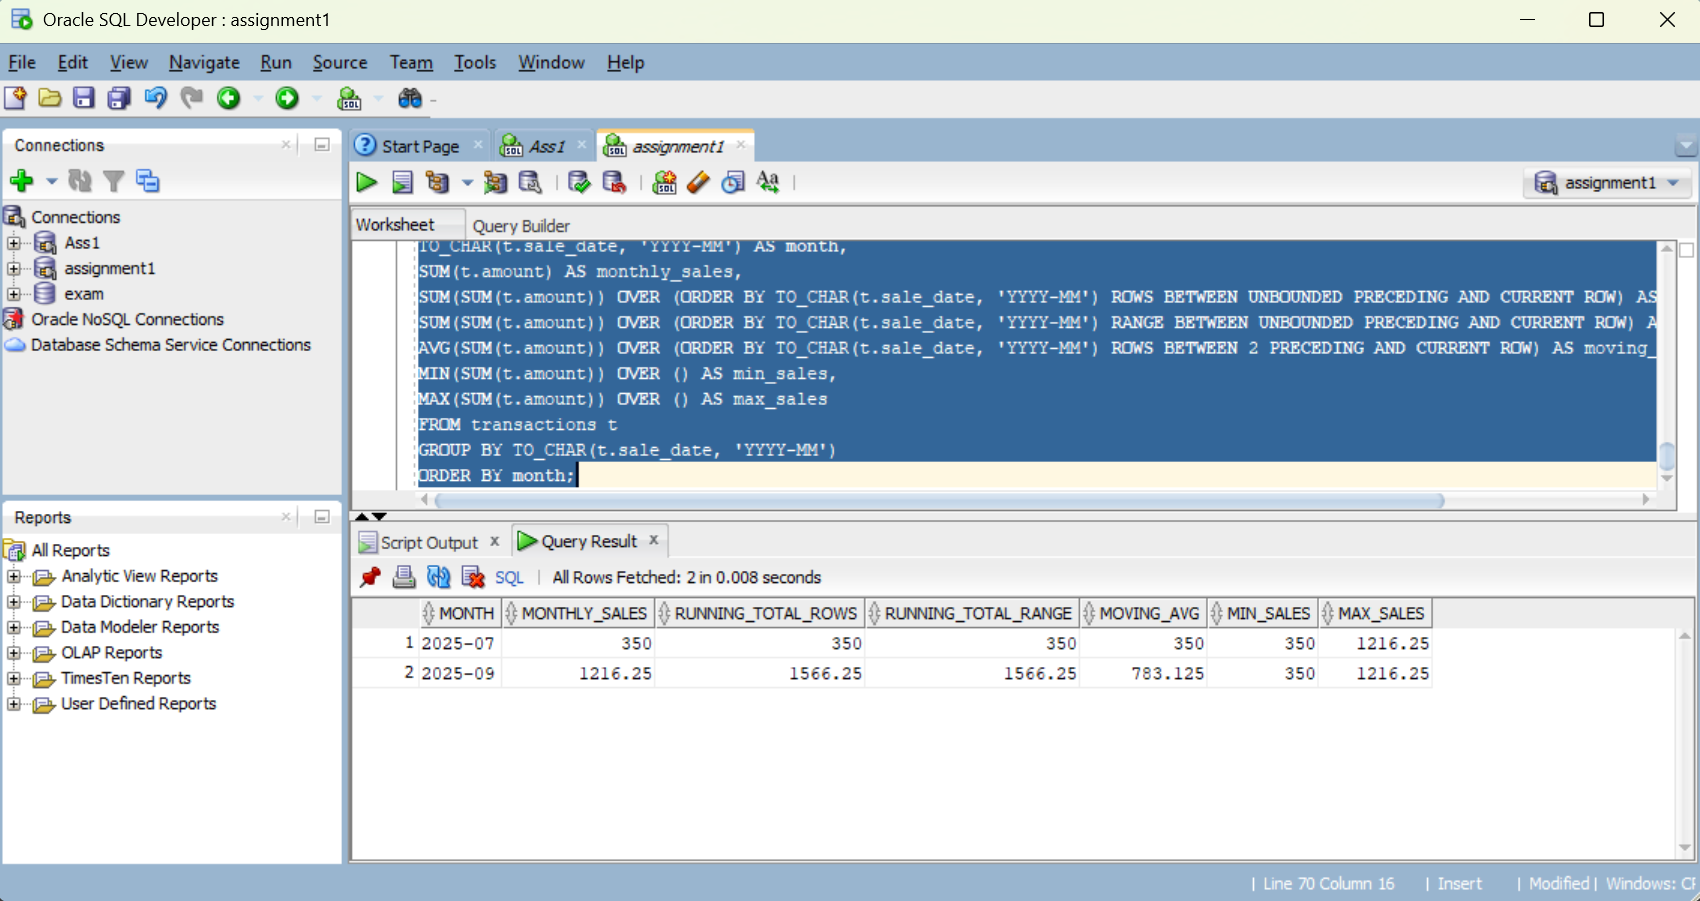 Oracle SQL Developer : assignment1
File Edit View Navigate Run Source Team Tools Window Help
Connections
Connections
Ass1
assignment1
exam
Oracle NoSQL Connections
Database Schema Service Connections
Reports
All Reports
Analytic View Reports
Data Dictionary Reports
Data Modeler Reports
OLAP Reports
TimesTen Reports
User Defined Reports
Start Page Ass1 assignment1
assignment1
Worksheet Query Builder
TO_CHAR(t.sale_date, 'YYYY-MM') AS month,
SUM(t.amount) AS monthly_sales,
SUM(SUM(t.amount)) OVER (ORDER BY TO_CHAR(t.sale_date, 'YYYY-MM') ROWS BETWEEN UNBOUNDED PRECEDING AND CURRENT ROW) AS
SUM(SUM(t.amount)) OVER (ORDER BY TO_CHAR(t.sale_date, 'YYYY-MM') RANGE BETWEEN UNBOUNDED PRECEDING AND CURRENT ROW) A
AVG(SUM(t.amount)) OVER (ORDER BY TO_CHAR(t.sale_date, 'YYYY-MM') ROWS BETWEEN 2 PRECEDING AND CURRENT ROW) AS moving_
MIN(SUM(t.amount)) OVER () AS min_sales,
MAX(SUM(t.amount)) OVER () AS max_sales
FROM transactions t
GROUP BY TO_CHAR(t.sale_date, 'YYYY-MM')
ORDER BY month;
Script Output x Query Result x
SQL | All Rows Fetched: 2 in 0.008 seconds
MONTH MONTHLY_SALES RUNNING_TOTAL_ROWS RUNNING_TOTAL_RANGE MOVING_AVG MIN_SALES MAX_SALES
1 2025-07 350 350 350 350 350 1216.25
2 2025-09 1216.25 1566.25 1566.25 783.125 350 1216.25
| Line 70 Column 16 | Insert | Modified | Windows: CF